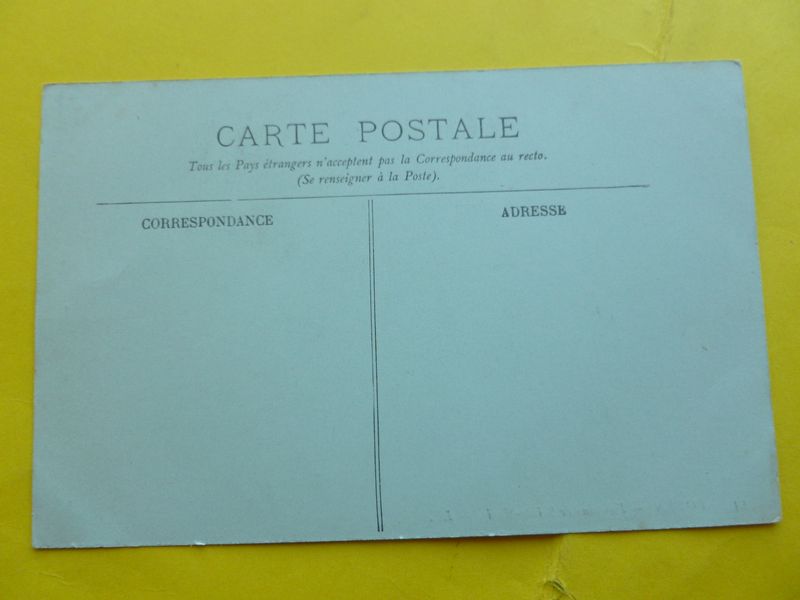 CARTE POSTALE
Tous les Pays étrangers n'acceptent pas la Correspondance au recto.
(Se renseigner à la Poste).
CORRESPONDANCE
ADRESSE